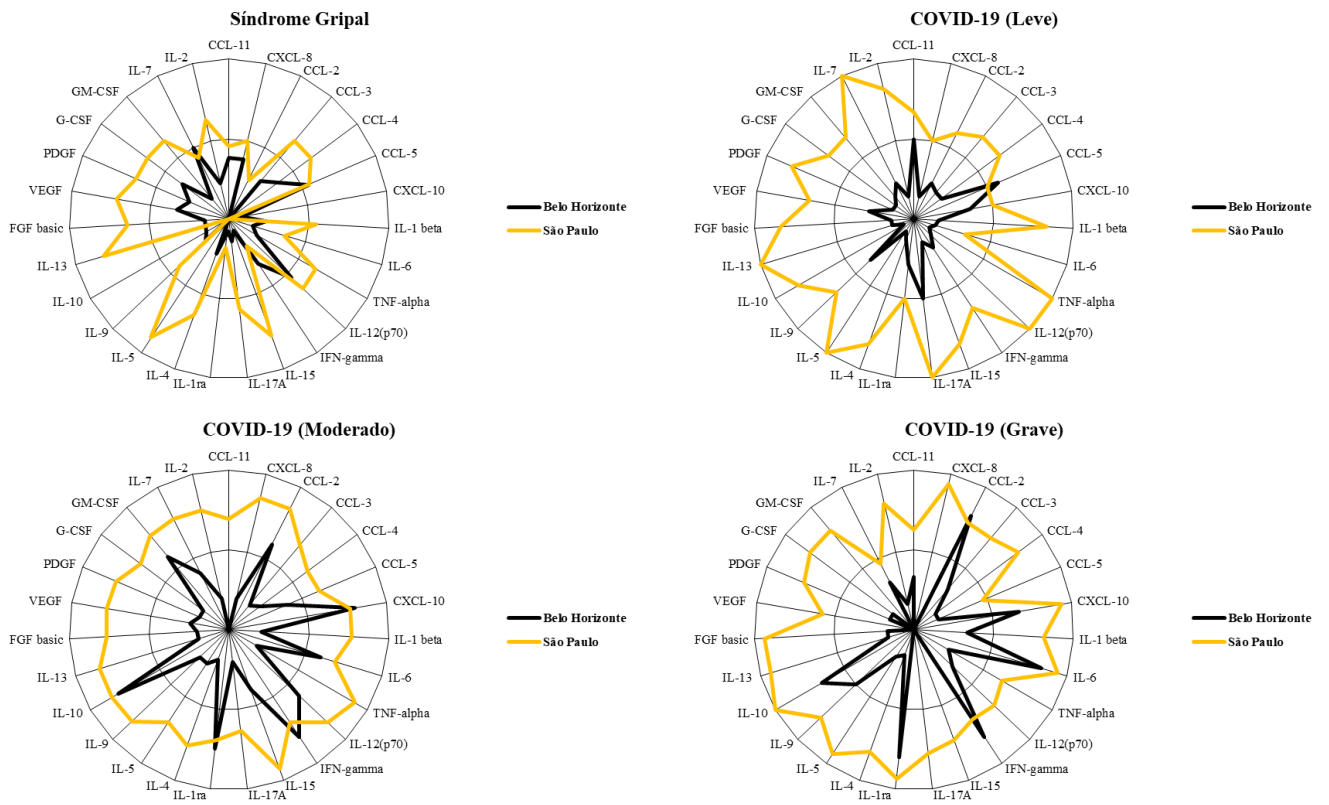 Síndrome Gripal
CCL-11
CXCL-8
CCL-2
CCL-3
CCL-4
CCL-5
CXCL-10
IL-1 beta
IL-6
TNF-alpha
IL-12(p70)
IFN-gamma
IL-15
IL-17A
IL-1ra
IL-4
IL-5
IL-9
IL-10
IL-13
FGF basic
VEGF
PDGF
G-CSF
GM-CSF
IL-7
IL-2
Belo Horizonte
São Paulo
COVID-19 (Leve)
CCL-11
CXCL-8
CCL-2
CCL-3
CCL-4
CCL-5
CXCL-10
IL-1 beta
IL-6
TNF-alpha
IL-12(p70)
IFN-gamma
IL-15
IL-17A
IL-1ra
IL-4
IL-5
IL-9
IL-10
IL-13
FGF basic
VEGF
PDGF
G-CSF
GM-CSF
IL-7
IL-2
Belo Horizonte
São Paulo
COVID-19 (Moderado)
CCL-11
CXCL-8
CCL-2
CCL-3
CCL-4
CCL-5
CXCL-10
IL-1 beta
IL-6
TNF-alpha
IL-12(p70)
IFN-gamma
IL-15
IL-17A
IL-1ra
IL-4
IL-5
IL-9
IL-10
IL-13
FGF basic
VEGF
PDGF
G-CSF
GM-CSF
IL-7
IL-2
Belo Horizonte
São Paulo
COVID-19 (Grave)
CCL-11
CXCL-8
CCL-2
CCL-3
CCL-4
CCL-5
CXCL-10
IL-1 beta
IL-6
TNF-alpha
IL-12(p70)
IFN-gamma
IL-15
IL-17A
IL-1ra
IL-4
IL-5
IL-9
IL-10
IL-13
FGF basic
VEGF
PDGF
G-CSF
GM-CSF
IL-7
IL-2
Belo Horizonte
São Paulo